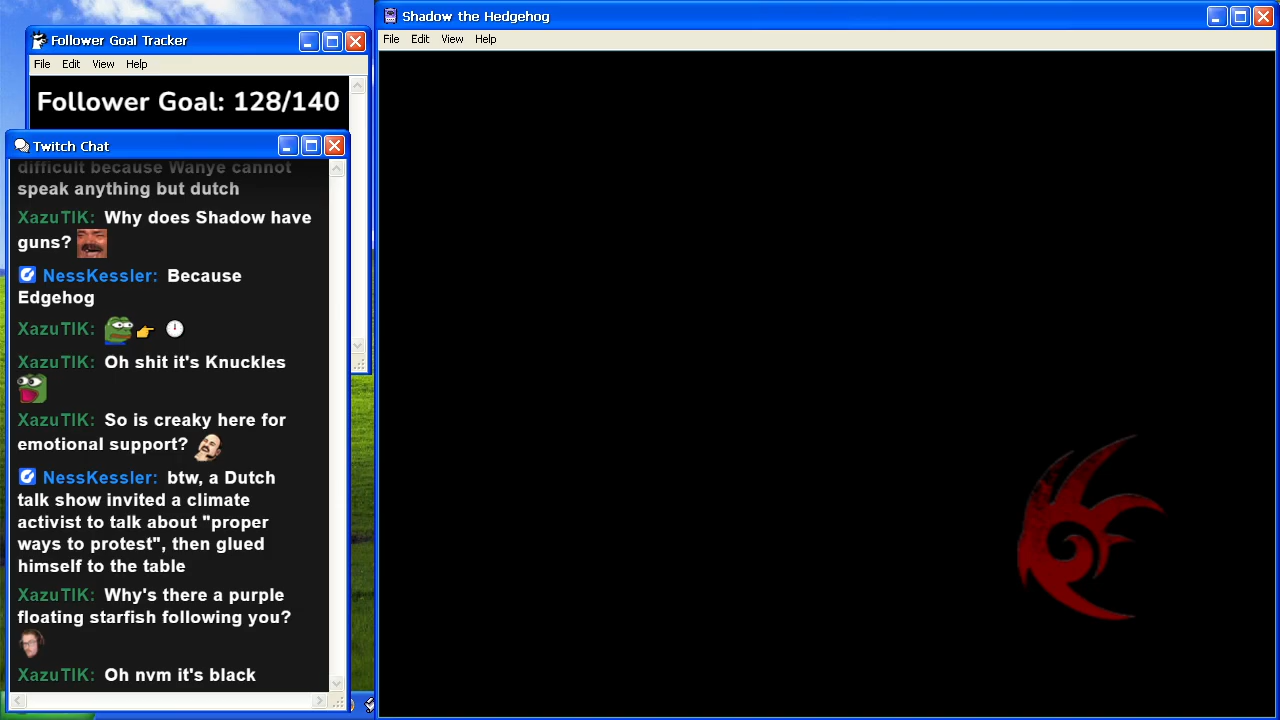 Shadow the Hedgehog
File Edit View Help
Follower Goal Tracker
File Edit View Help
Follower Goal: 128/140
Twitch Chat
difficult because Wanye cannot
speak anything but dutch
XazuTIK: Why does Shadow have
guns?
NessKessler: Because
Edgehog
XazuTIK:
XazuTIK: Oh shit it's Knuckles
XazuTIK: So is creaky here for
emotional support?
NessKessler: btw, a Dutch
talk show invited a climate
activist to talk about "proper
ways to protest", then glued
himself to the table
XazuTIK: Why's there a purple
floating starfish following you?
XazuTIK: Oh nvm it's black